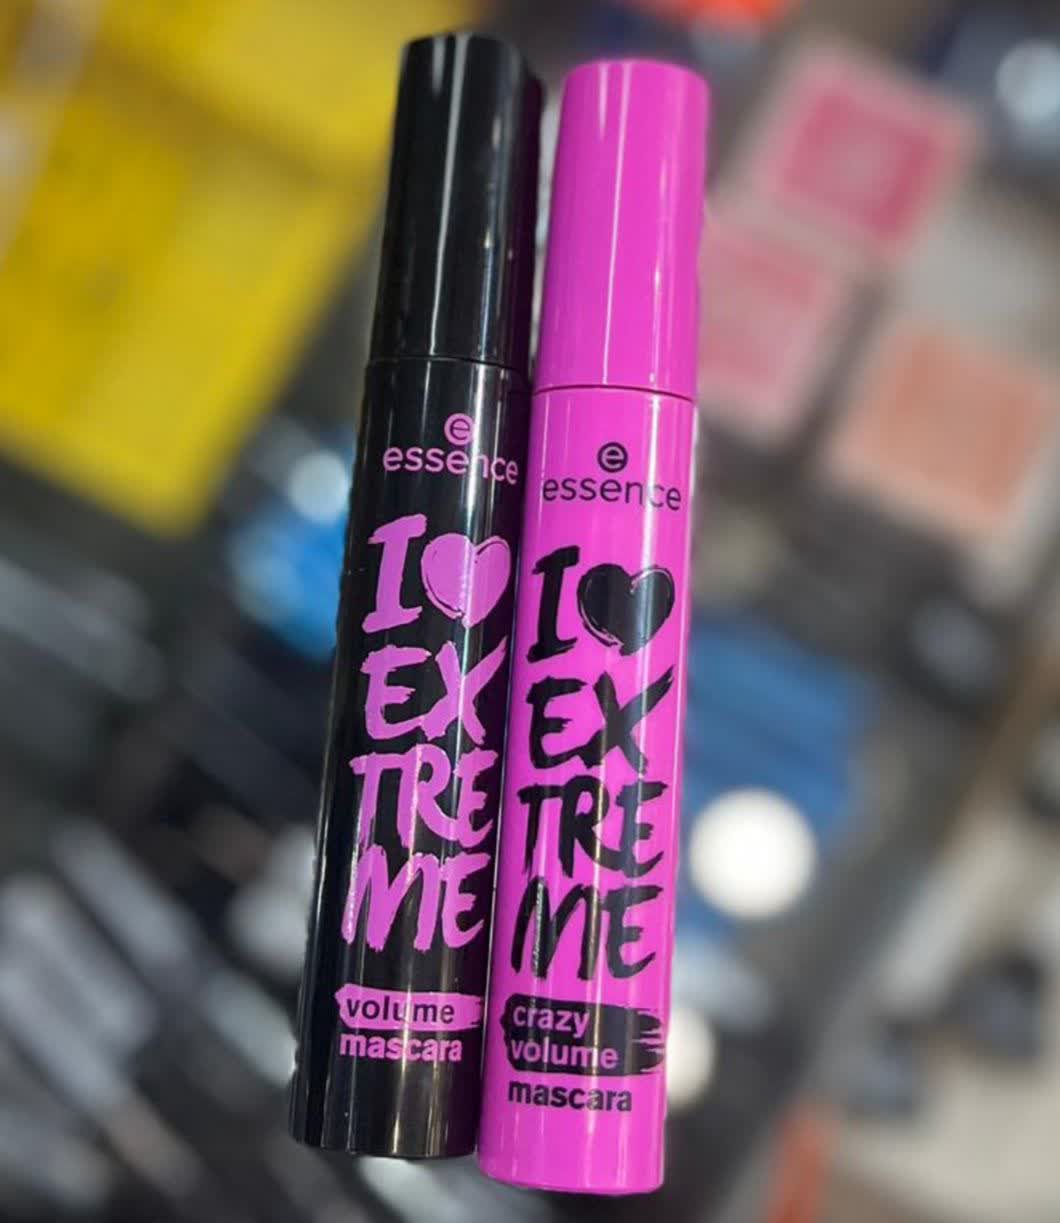 e
essence
I ♥
EX
TRE
ME
volume
mascara
e
essence
I ♥
EX
TRE
ME
crazy
volume
mascara